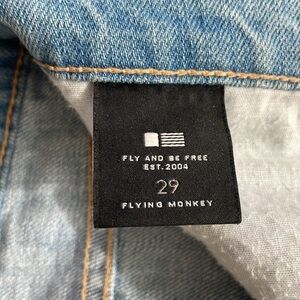 FLY AND BE FREE
EST.2004
29
FLYING MONKEY